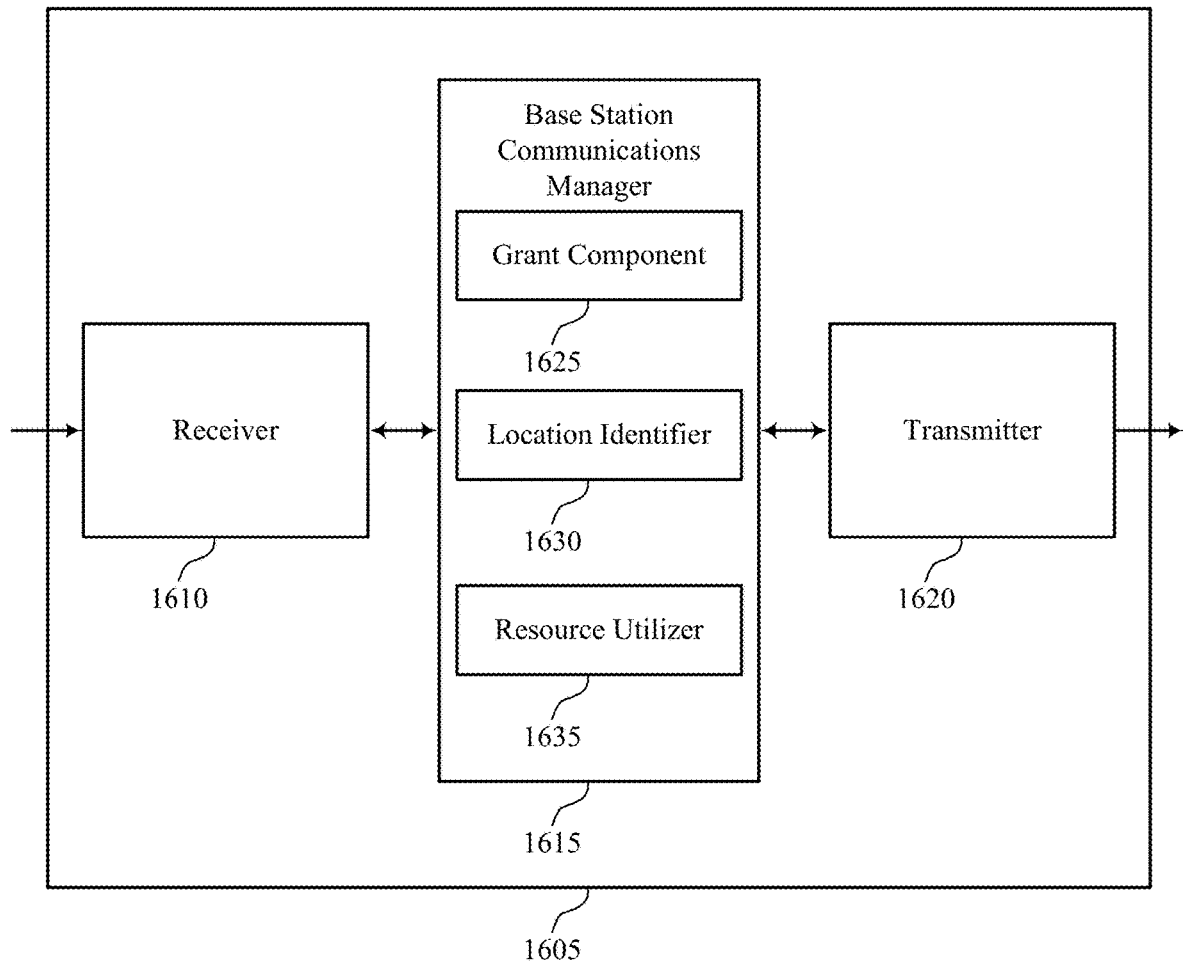 Base Station
Communications
Manager
Grant Component
1625
Receiver
1610
Location Identifier
1630
Transmitter
1620
Resource Utilizer
1635
1615
1605